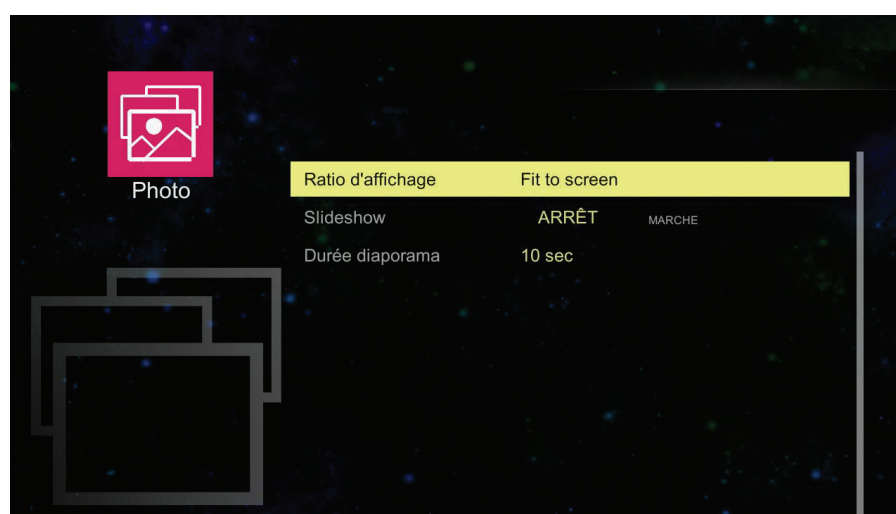 Photo
Ratio d'affichage Fit to screen
Slideshow ARRÊT MARCHE
Durée diaporama 10 sec